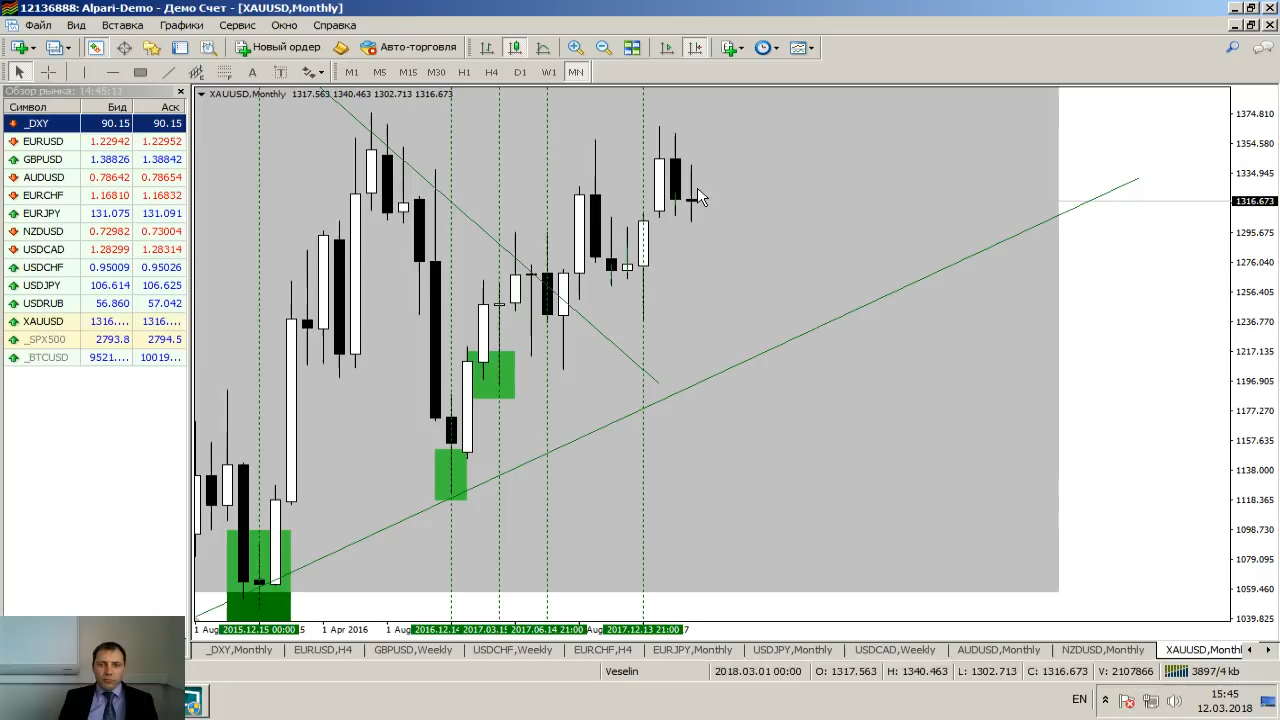 12136888: Alpari-Demo - Демо Счет - [XAUUSD,Monthly]
Файл Вид Вставка Графики Сервис Окно Справка
Новый ордер Авто-торговля
A T M1 M5 M15 M30 H1 H4 D1 W1 MN
Обзор рынка: 14:45:11
Символ Бид Аск
_DXY 90.15 90.15
EURUSD 1.22942 1.22952
GBPUSD 1.38826 1.38842
AUDUSD 0.78642 0.78654
EURCHF 1.16810 1.16832
EURJPY 131.075 131.091
NZDUSD 0.72982 0.73004
USDCAD 1.28299 1.28314
USDCHF 0.95009 0.95026
USDJPY 106.614 106.625
USDRUB 56.860 57.042
XAUUSD 1316.... 1316....
_SPX500 2793.8 2794.5
_BTCUSD 9521.... 10019...
XAUUSD,Monthly 1317.563 1340.463 1302.713 1316.673
1374.810
1354.580
1334.945
1316.673
1295.675
1276.040
1256.405
1236.770
1217.135
1196.905
1177.270
1157.635
1138.000
1118.365
1098.730
1079.095
1059.460
1039.825
1 Aug 2015.12.15 00:00 5 1 Apr 2016 1 Aug 2016.12.14 2017.03.15 2017.06.14 21:00 Aug 2017.12.13 21:00 7
_DXY,Monthly EURUSD,H4 GBPUSD,Weekly USDCHF,Weekly EURCHF,H4 EURJPY,Monthly USDJPY,Monthly USDCAD,Weekly AUDUSD,Monthly NZDUSD,Monthly XAUUSD,Month
Veselin 2018.03.01 00:00 O: 1317.563 H: 1340.463 L: 1302.713 C: 1316.673 V: 2107866 3897/4 kb
EN 15:45
12.03.2018